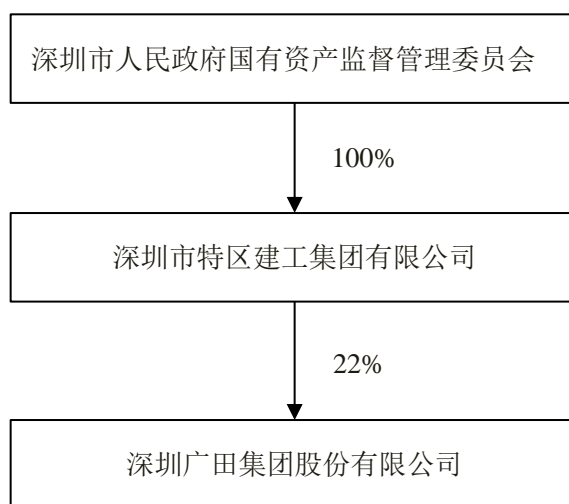 深圳市人民政府国有资产监督管理委员会
100%
深圳市特区建工集团有限公司
22%
深圳广田集团股份有限公司